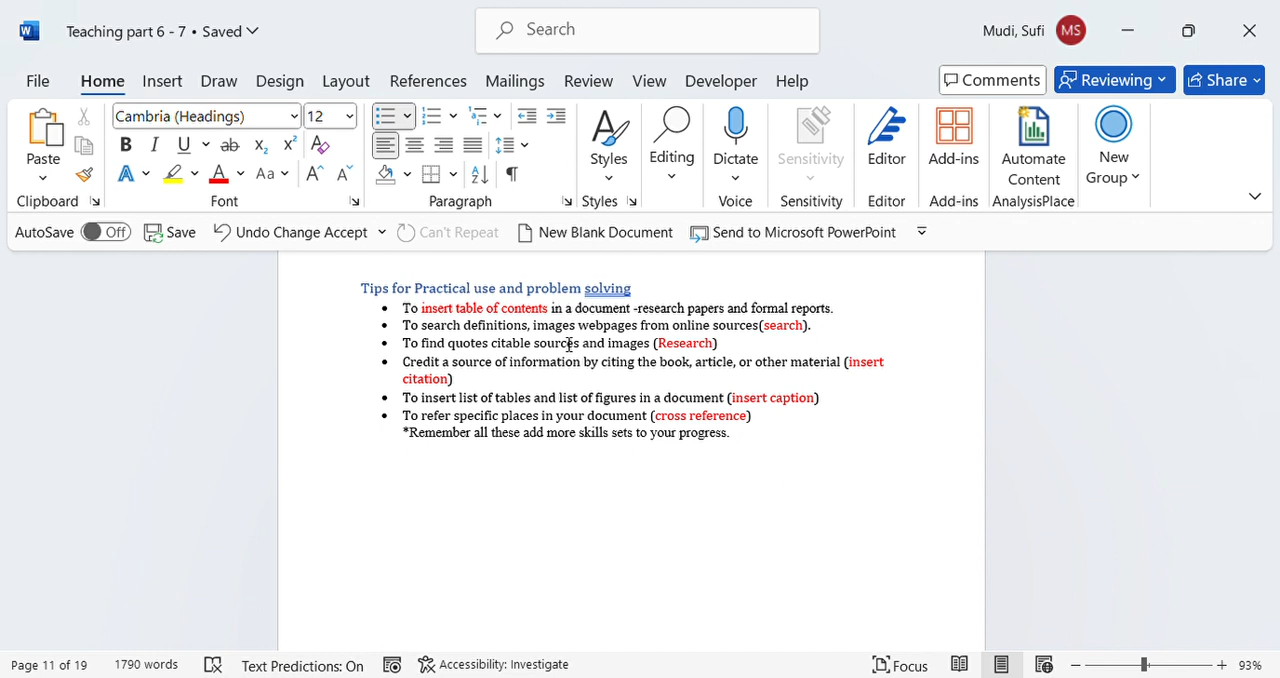 Teaching part 6 - 7 • Saved
Search
Mudi, Sufi
MS
File
Home
Insert
Draw
Design
Layout
References
Mailings
Review
View
Developer
Help
Comments
Reviewing
Share
Paste
Clipboard
Cambria (Headings)
12
Font
Paragraph
Styles
Styles
Editing
Dictate
Voice
Sensitivity
Sensitivity
Editor
Editor
Add-ins
Add-ins
Automate
Content
AnalysisPlace
New
Group
AutoSave
Off
Save
Undo Change Accept
Can't Repeat
New Blank Document
Send to Microsoft PowerPoint
Tips for Practical use and problem solving
• To insert table of contents in a document -research papers and formal reports.
• To search definitions, images webpages from online sources(search).
• To find quotes citable sources and images (Research)
• Credit a source of information by citing the book, article, or other material (insert
citation)
• To insert list of tables and list of figures in a document (insert caption)
• To refer specific places in your document (cross reference)
*Remember all these add more skills sets to your progress.
Page 11 of 19
1790 words
Text Predictions: On
Accessibility: Investigate
Focus
93%